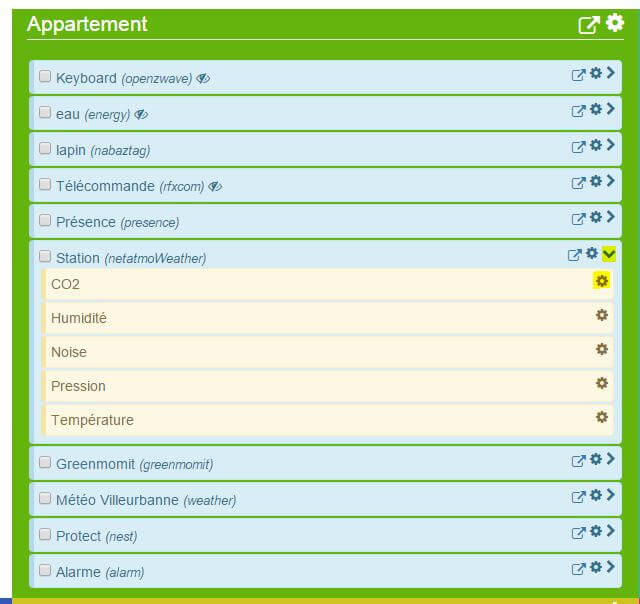 Appartement
Keyboard (openzwave)
eau (energy)
lapin (nabaztag)
Télécommande (rfxcom)
Présence (presence)
Station (netatmoWeather)
CO2
Humidité
Noise
Pression
Température
Greenmomit (greenmomit)
Météo Villeurbanne (weather)
Protect (nest)
Alarme (alarm)